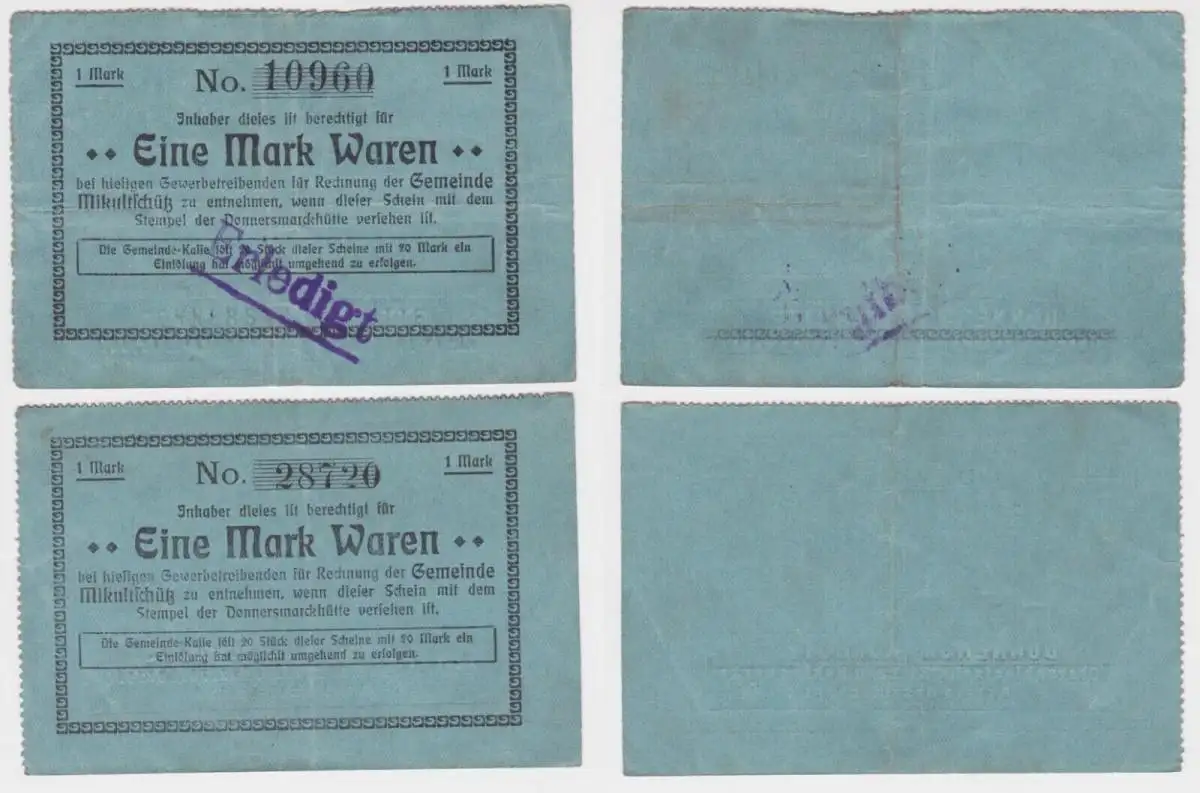 1 Mark No. 10960 1 Mark
Inhaber dieses ist berechtigt für
Eine Mark Waren
bei hiesigen Gewerbetreibenden für Rechnung der Gemeinde
Mikultschütz zu entnehmen, wenn dieser Schein mit dem
Stempel der Donnersmarckhütte versehen ist.
Die Gemeinde-Kasse löst 20 Stück dieser Scheine mit 20 Mark ein
Einlösung hat möglichst umgehend zu erfolgen.
Erledigt
1 Mark No. 28720 1 Mark
Inhaber dieses ist berechtigt für
Eine Mark Waren
bei hiesigen Gewerbetreibenden für Rechnung der Gemeinde
Mikultschütz zu entnehmen, wenn dieser Schein mit dem
Stempel der Donnersmarckhütte versehen ist.
Die Gemeinde-Kasse löst 20 Stück dieser Scheine mit 20 Mark ein
Einlösung hat möglichst umgehend zu erfolgen.